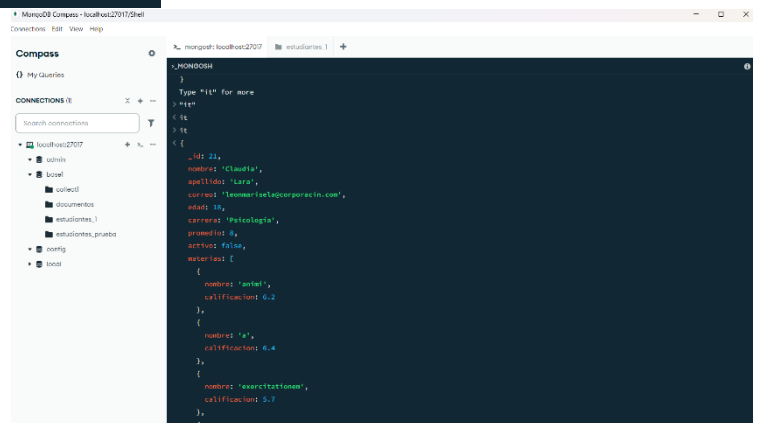 MongoDB Compass - localhost:27017/Shell
Connections Edit View Help
Compass
My Queries
CONNECTIONS (1)
Search connections
localhost:27017
admin
base1
collect1
documentos
estudiantes_1
estudiantes_prueba
config
local
>_ mongosh: localhost:27017
estudiantes_1
+
>_MONGOSH
}
Type "it" for more
> "it"
< it
> it
< {
_id: 21,
nombre: 'Claudia',
apellido: 'Lara',
correo: 'leonmarisela@corporacin.com',
edad: 18,
carrera: 'Psicología',
promedio: 8,
activo: false,
materias: [
{
nombre: 'animi',
calificacion: 6.2
},
{
nombre: 'a',
calificacion: 6.4
},
{
nombre: 'exercitationem',
calificacion: 5.7
},